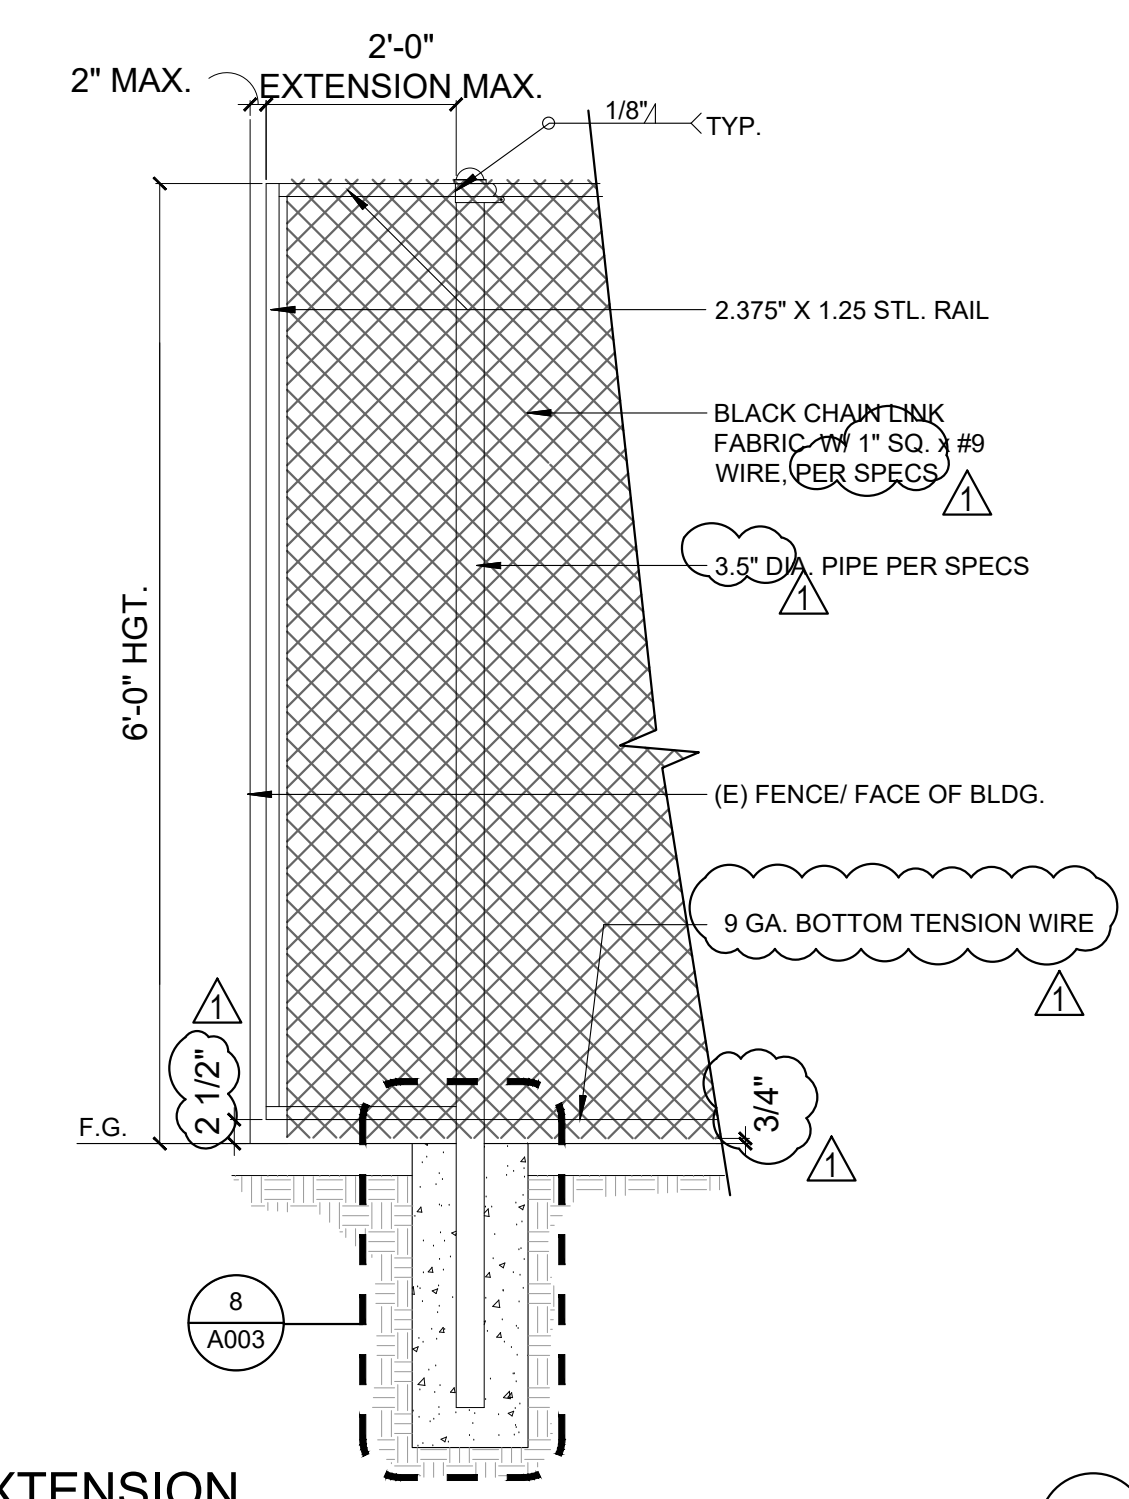 2'-0"
2" MAX.
EXTENSION MAX.
1/8"
TYP.
2.375" X 1.25 STL. RAIL
BLACK CHAIN LINK
FABRIC W/ 1" SQ. x #9
WIRE, PER SPECS
1
3.5" DIA. PIPE PER SPECS
1
6'-0" HGT.
(E) FENCE/ FACE OF BLDG.
9 GA. BOTTOM TENSION WIRE
1
1
2 1/2"
3/4"
F.G.
1
8
A003